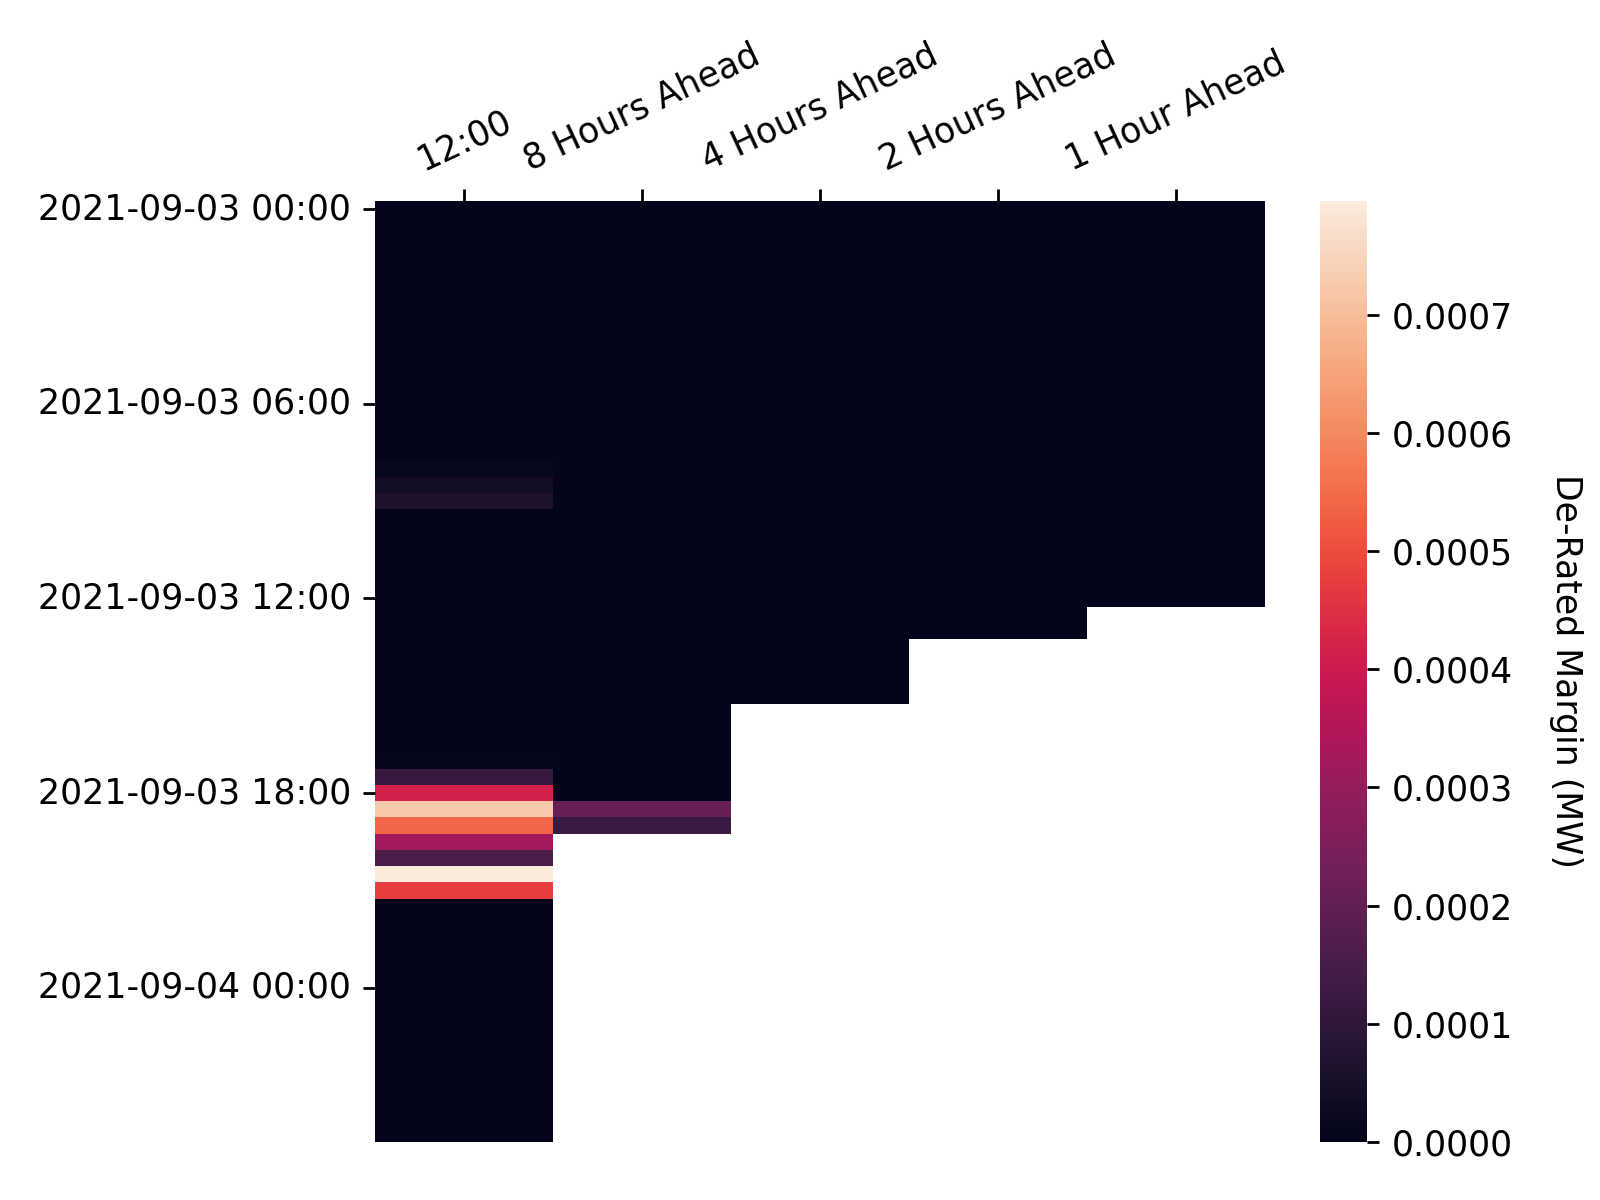 12:00
8 Hours Ahead
4 Hours Ahead
2 Hours Ahead
1 Hour Ahead
2021-09-03 00:00
2021-09-03 06:00
2021-09-03 12:00
2021-09-03 18:00
2021-09-04 00:00
0.0007
0.0006
0.0005
0.0004
0.0003
0.0002
0.0001
0.0000
De-Rated Margin (MW)